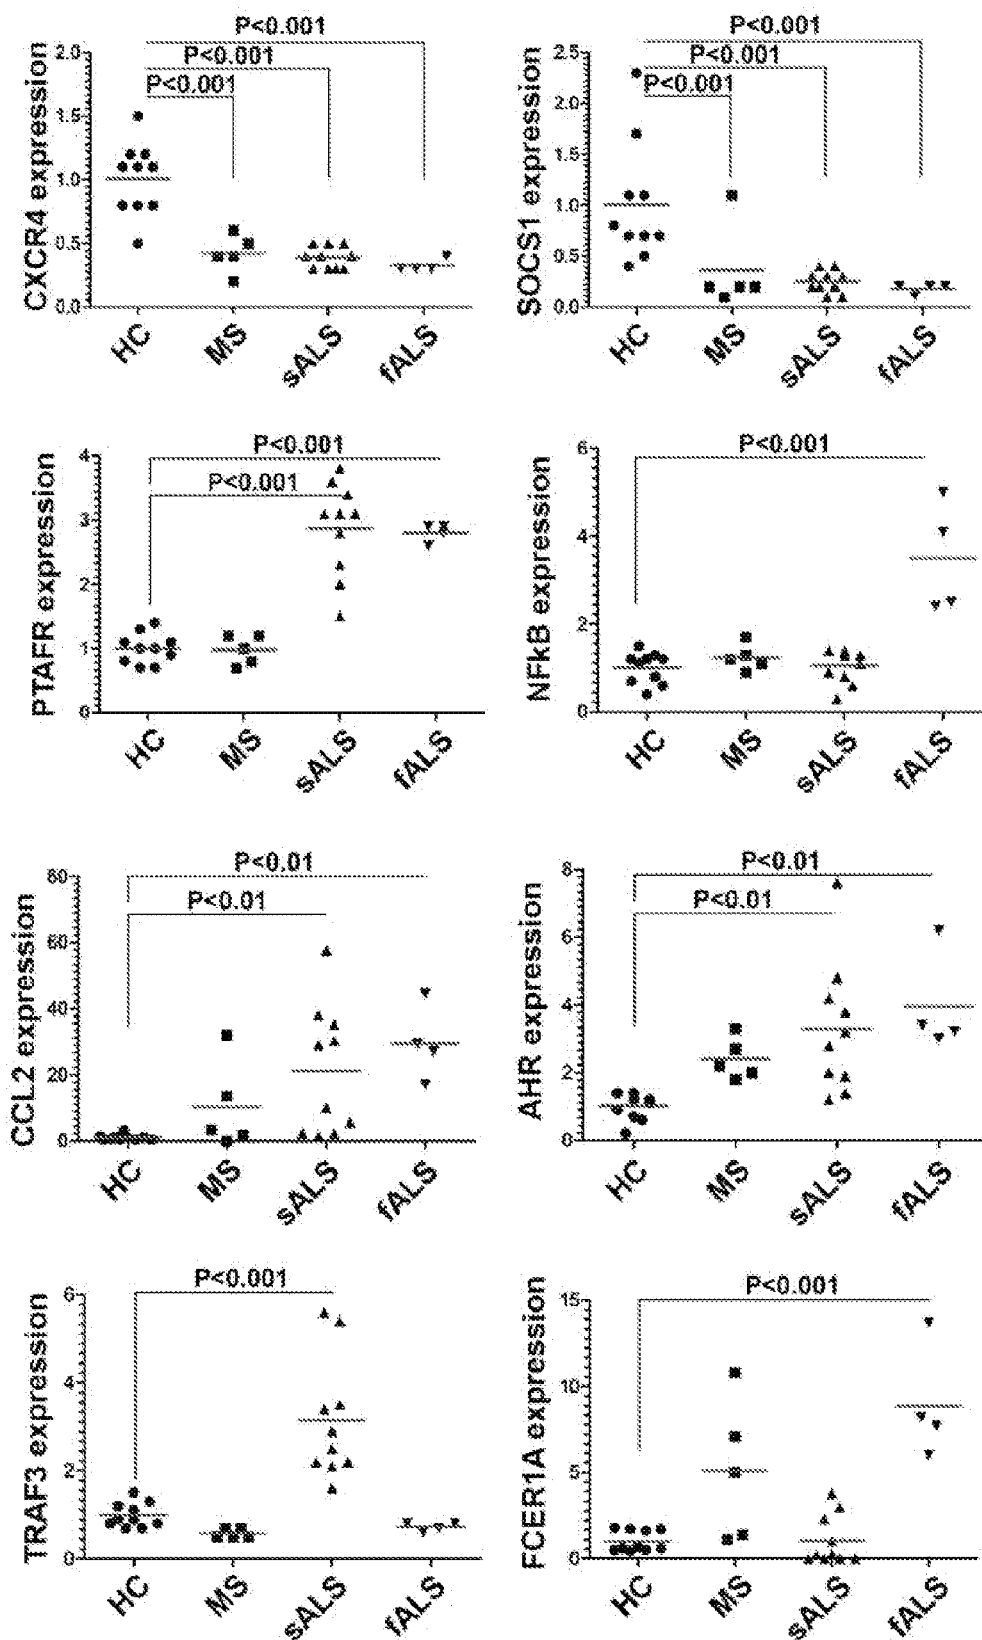 P<0.001
P<0.001
P<0.001
CXCR4 expression
2.0
1.5
1.0
0.5
0.0
HC
MS
sALS
fALS
P<0.001
P<0.001
P<0.001
SOCS1 expression
2.5
2.0
1.5
1.0
0.5
0.0
HC
MS
sALS
fALS
P<0.001
P<0.001
PTAFR expression
4
3
2
1
0
HC
MS
sALS
fALS
P<0.001
NFkB expression
6
4
2
0
HC
MS
sALS
fALS
P<0.01
P<0.01
CCL2 expression
80
60
40
20
0
HC
MS
sALS
fALS
P<0.01
P<0.01
AHR expression
8
6
4
2
0
HC
MS
sALS
fALS
P<0.001
TRAF3 expression
6
4
2
0
HC
MS
sALS
fALS
P<0.001
FCER1A expression
15
10
5
0
HC
MS
sALS
fALS